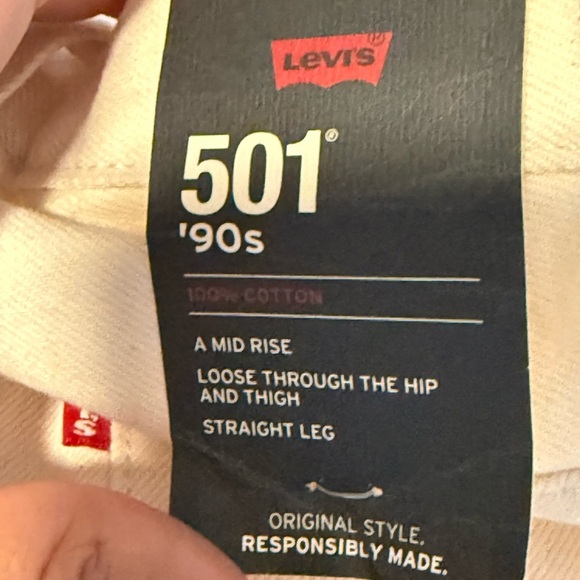 Levi's®
501®
'90s
100% COTTON
A MID RISE
LOOSE THROUGH THE HIP
AND THIGH
STRAIGHT LEG
ORIGINAL STYLE.
RESPONSIBLY MADE.